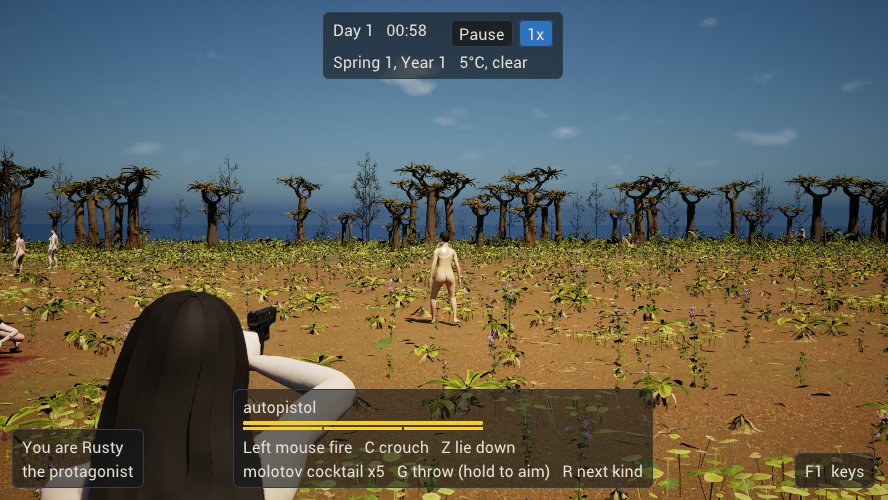 Day 1 00:58 Pause 1x
Spring 1, Year 1 5°C, clear
autopistol
Left mouse fire C crouch Z lie down
molotov cocktail x5 G throw (hold to aim) R next kind
You are Rusty
the protagonist
F1 keys